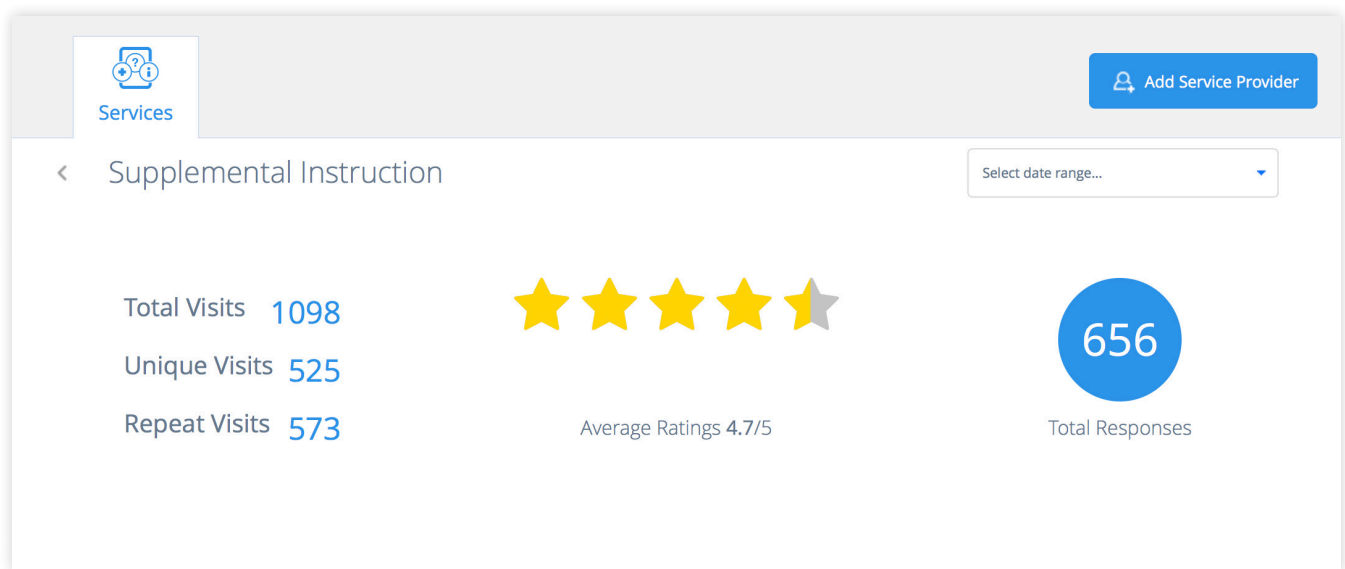 Services
Add Service Provider
Supplemental Instruction
Select date range...
Total Visits 1098
Unique Visits 525
Repeat Visits 573
Average Ratings 4.7/5
656
Total Responses